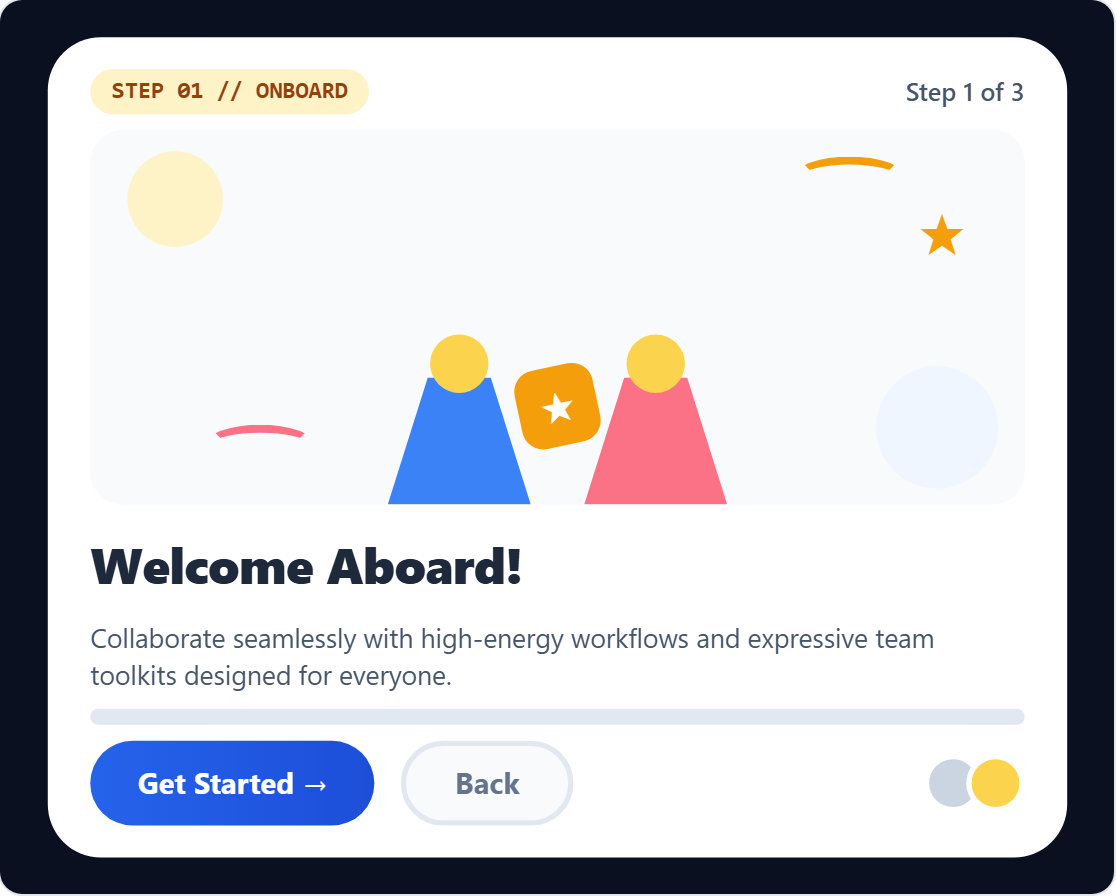 STEP 01 // ONBOARD
Step 1 of 3
Welcome Aboard!
Collaborate seamlessly with high-energy workflows and expressive team
toolkits designed for everyone.
Get Started →
Back